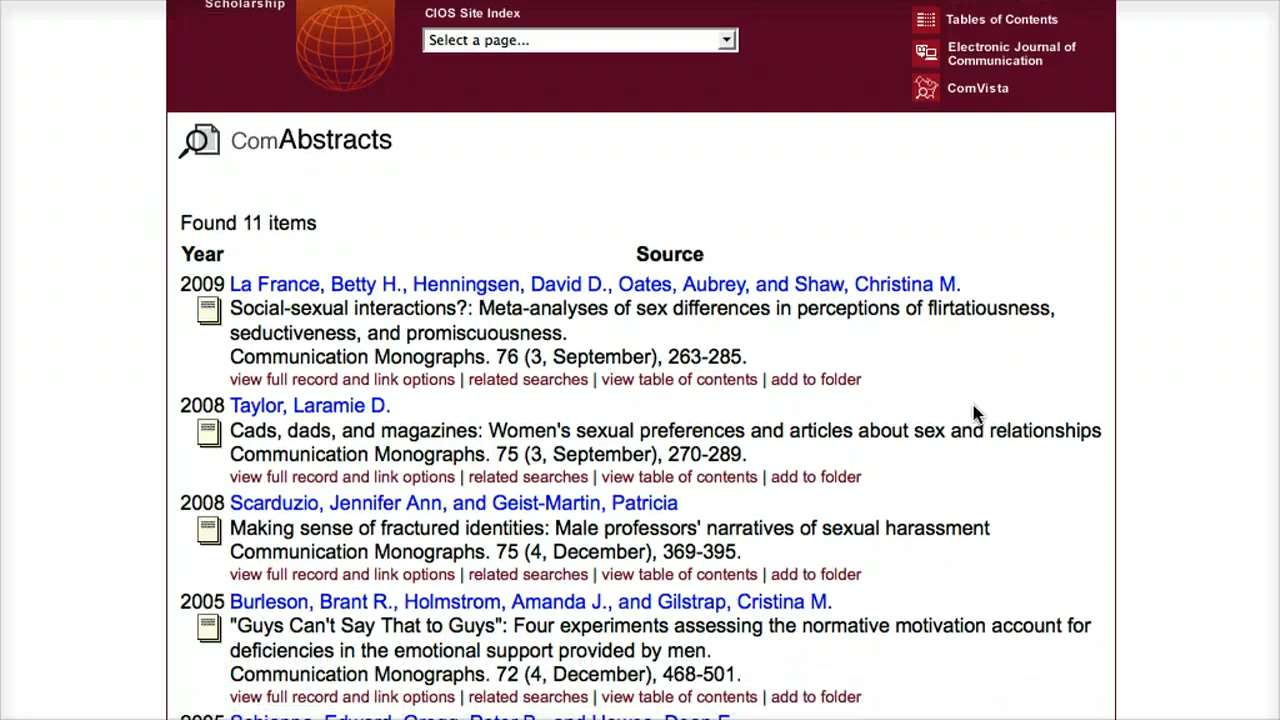 Scholarship
CIOS Site Index
Select a page...
Tables of Contents
Electronic Journal of
Communication
ComVista
ComAbstracts
Found 11 items
Year Source
2009 La France, Betty H., Henningsen, David D., Oates, Aubrey, and Shaw, Christina M.
Social-sexual interactions?: Meta-analyses of sex differences in perceptions of flirtatiousness,
seductiveness, and promiscuousness.
Communication Monographs. 76 (3, September), 263-285.
view full record and link options | related searches | view table of contents | add to folder
2008 Taylor, Laramie D.
Cads, dads, and magazines: Women's sexual preferences and articles about sex and relationships
Communication Monographs. 75 (3, September), 270-289.
view full record and link options | related searches | view table of contents | add to folder
2008 Scarduzio, Jennifer Ann, and Geist-Martin, Patricia
Making sense of fractured identities: Male professors' narratives of sexual harassment
Communication Monographs. 75 (4, December), 369-395.
view full record and link options | related searches | view table of contents | add to folder
2005 Burleson, Brant R., Holmstrom, Amanda J., and Gilstrap, Cristina M.
"Guys Can't Say That to Guys": Four experiments assessing the normative motivation account for
deficiencies in the emotional support provided by men.
Communication Monographs. 72 (4, December), 468-501.
view full record and link options | related searches | view table of contents | add to folder